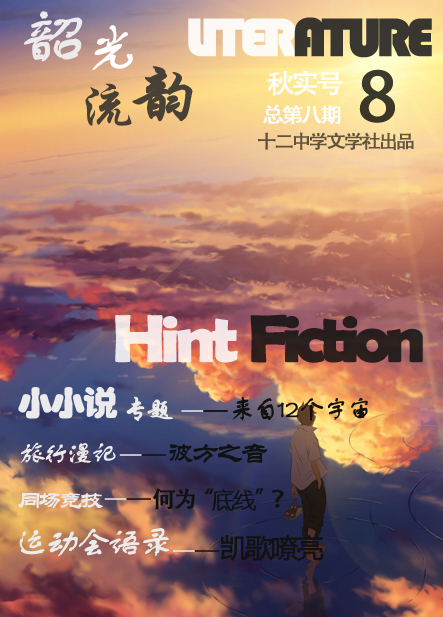 韶光
流韵
LITERATURE
秋实号
总第八期
8
十二中学文学社出品
Hint Fiction
小小说 专题 ——来自12个宇宙
旅行漫记——彼方之音
同场竞技——何为“底线”？
运动会语录——凯歌嘹亮